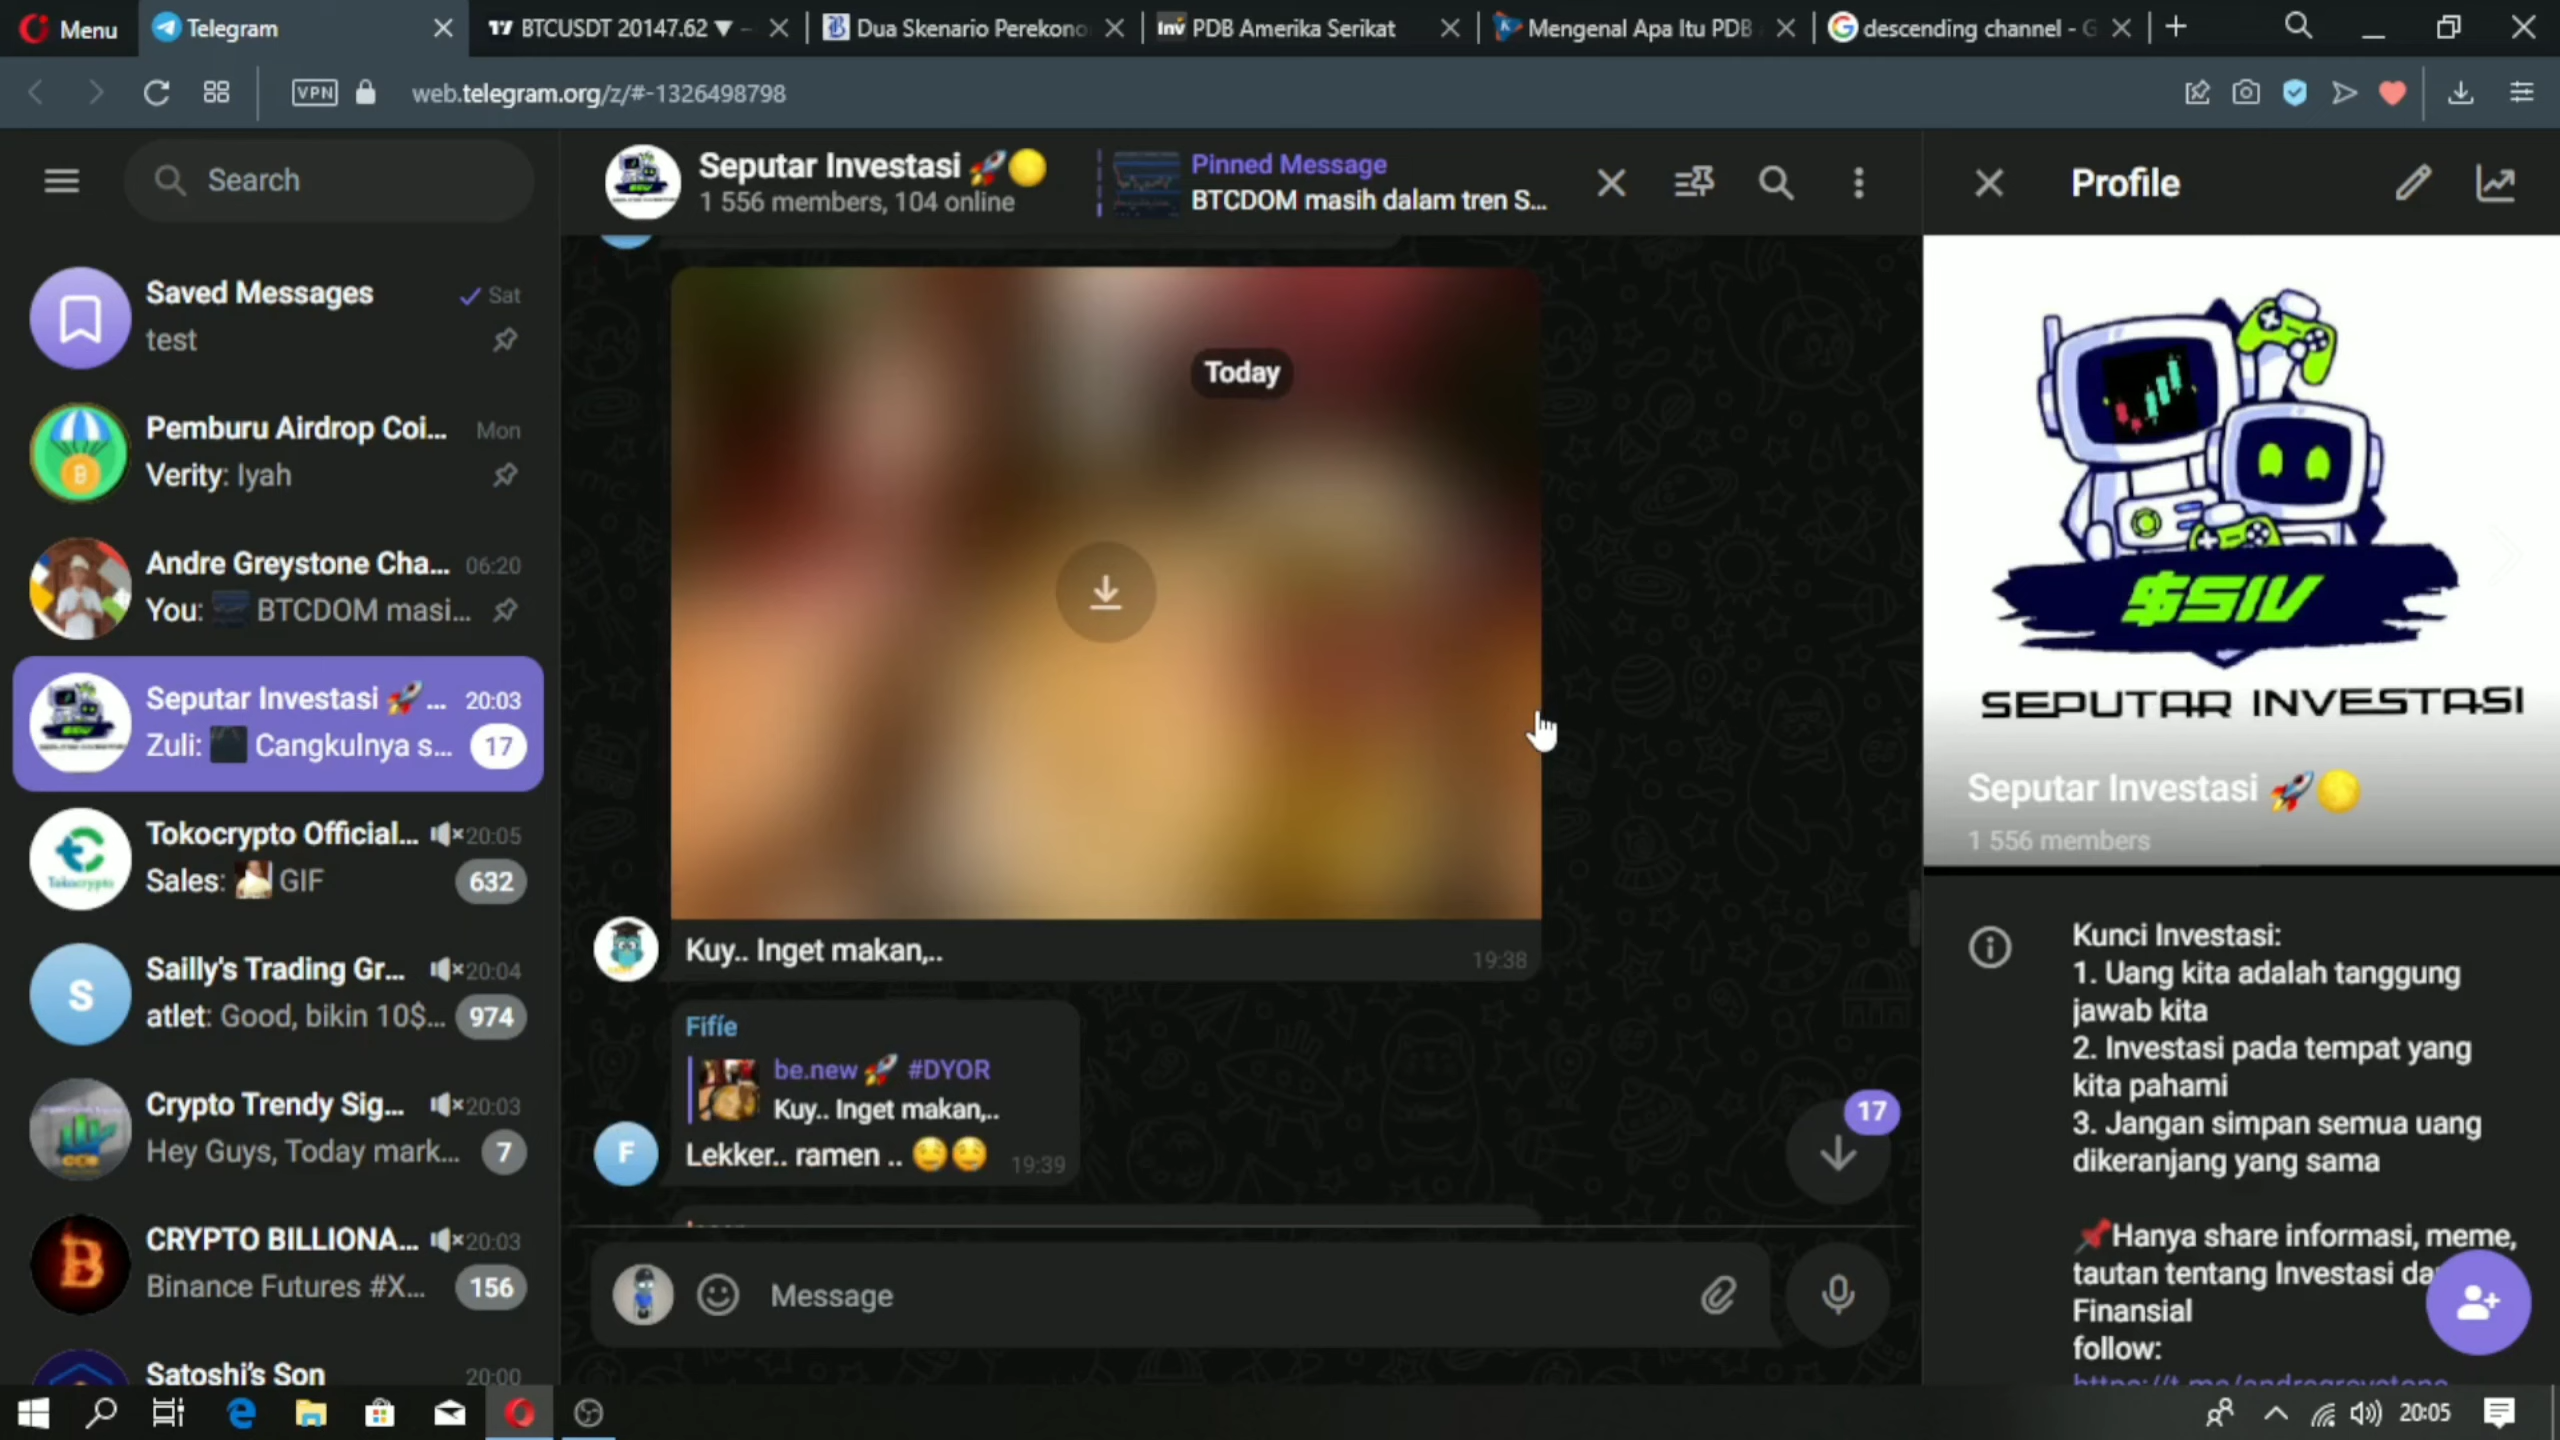 Menu
Telegram
BTCUSDT 20147.62 ▼ -
Dua Skenario Perekono
Inv PDB Amerika Serikat
Mengenal Apa Itu PDB
descending channel - G
VPN
web.telegram.org/z/#-1326498798
Search
Saved Messages
Sat
test
Pemburu Airdrop Coi...
Mon
Verity: Iyah
Andre Greystone Cha...
06:20
You: BTCDOM masi...
Seputar Investasi 🚀...
20:03
Zuli: Cangkulnya s...
17
Tokocrypto
Tokocrypto Official...
20:05
Sales: GIF
632
S
Sailly's Trading Gr...
20:04
atlet: Good, bikin 10$...
974
Crypto Trendy Sig...
20:03
Hey Guys, Today mark...
7
CRYPTO BILLIONA...
20:03
Binance Futures #X...
156
Satoshi's Son
20:00
Seputar Investasi 🚀🌕
1 556 members, 104 online
Pinned Message
BTCDOM masih dalam tren S...
Today
Kuy.. Inget makan,..
19:38
Fifíe
be.new 🚀 #DYOR
Kuy.. Inget makan,..
F
Lekker.. ramen .. 🤤🤤
19:39
17
Message
Profile
$SIV
SEPUTAR INVESTASI
Seputar Investasi 🚀🌕
1 556 members
Kunci Investasi:
1. Uang kita adalah tanggung
jawab kita
2. Investasi pada tempat yang
kita pahami
3. Jangan simpan semua uang
dikeranjang yang sama
📌Hanya share informasi, meme,
tautan tentang Investasi da
Finansial
follow:
20:05